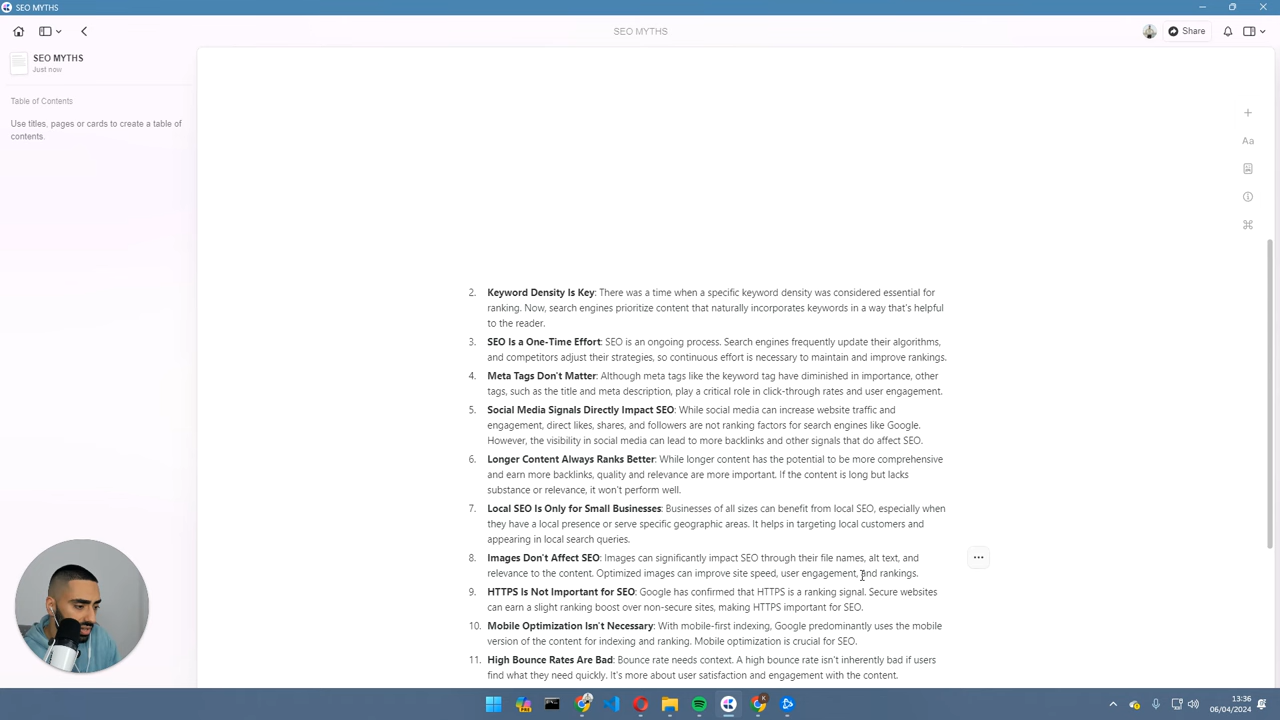 SEO MYTHS
SEO MYTHS
Share
SEO MYTHS
Just now
Table of Contents
Use titles, pages or cards to create a table of
contents.
Aa
2. Keyword Density Is Key: There was a time when a specific keyword density was considered essential for
ranking. Now, search engines prioritize content that naturally incorporates keywords in a way that's helpful
to the reader.
3. SEO Is a One-Time Effort: SEO is an ongoing process. Search engines frequently update their algorithms,
and competitors adjust their strategies, so continuous effort is necessary to maintain and improve rankings.
4. Meta Tags Don't Matter: Although meta tags like the keyword tag have diminished in importance, other
tags, such as the title and meta description, play a critical role in click-through rates and user engagement.
5. Social Media Signals Directly Impact SEO: While social media can increase website traffic and
engagement, direct likes, shares, and followers are not ranking factors for search engines like Google.
However, the visibility in social media can lead to more backlinks and other signals that do affect SEO.
6. Longer Content Always Ranks Better: While longer content has the potential to be more comprehensive
and earn more backlinks, quality and relevance are more important. If the content is long but lacks
substance or relevance, it won't perform well.
7. Local SEO Is Only for Small Businesses: Businesses of all sizes can benefit from local SEO, especially when
they have a local presence or serve specific geographic areas. It helps in targeting local customers and
appearing in local search queries.
8. Images Don't Affect SEO: Images can significantly impact SEO through their file names, alt text, and
relevance to the content. Optimized images can improve site speed, user engagement, and rankings.
9. HTTPS Is Not Important for SEO: Google has confirmed that HTTPS is a ranking signal. Secure websites
can earn a slight ranking boost over non-secure sites, making HTTPS important for SEO.
10. Mobile Optimization Isn't Necessary: With mobile-first indexing, Google predominantly uses the mobile
version of the content for indexing and ranking. Mobile optimization is crucial for SEO.
11. High Bounce Rates Are Bad: Bounce rate needs context. A high bounce rate isn't inherently bad if users
find what they need quickly. It's more about user satisfaction and engagement with the content.
13:36
06/04/2024